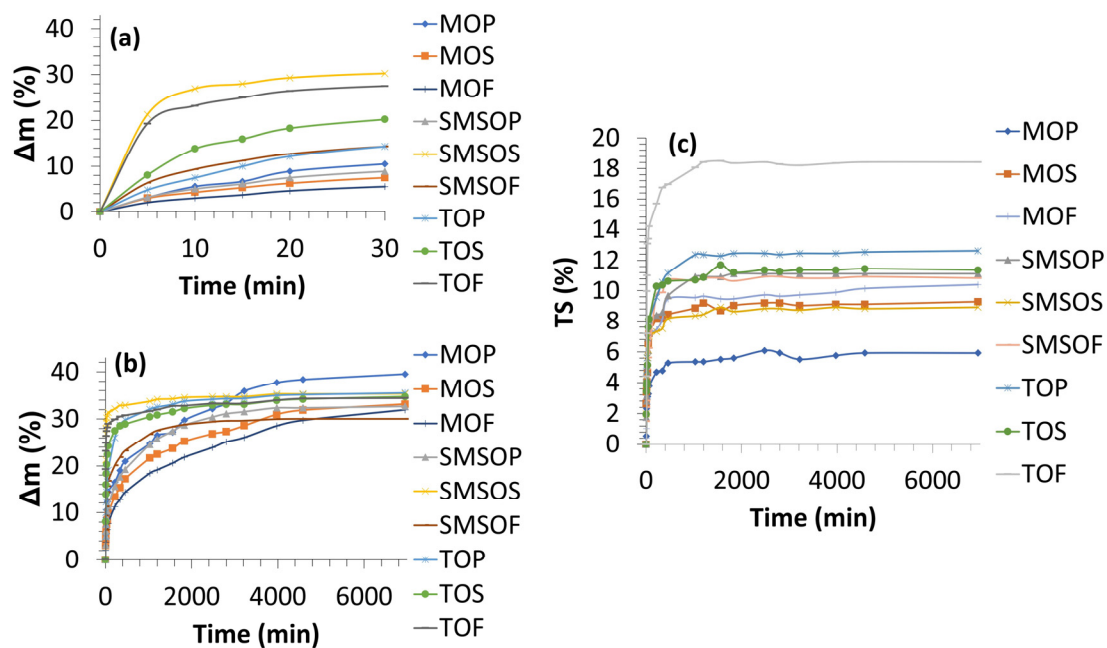 (a)
Δm (%)
40
30
20
10
0
0 10 20 30
Time (min)
MOP
MOS
MOF
SMSOP
SMSOS
SMSOF
TOP
TOS
TOF
(b)
Δm (%)
40
30
20
10
0
0 2000 4000 6000
Time (min)
MOP
MOS
MOF
SMSOP
SMSOS
SMSOF
TOP
TOS
TOF
(c)
TS (%)
20
18
16
14
12
10
8
6
4
2
0
0 2000 4000 6000
Time (min)
MOP
MOS
MOF
SMSOP
SMSOS
SMSOF
TOP
TOS
TOF